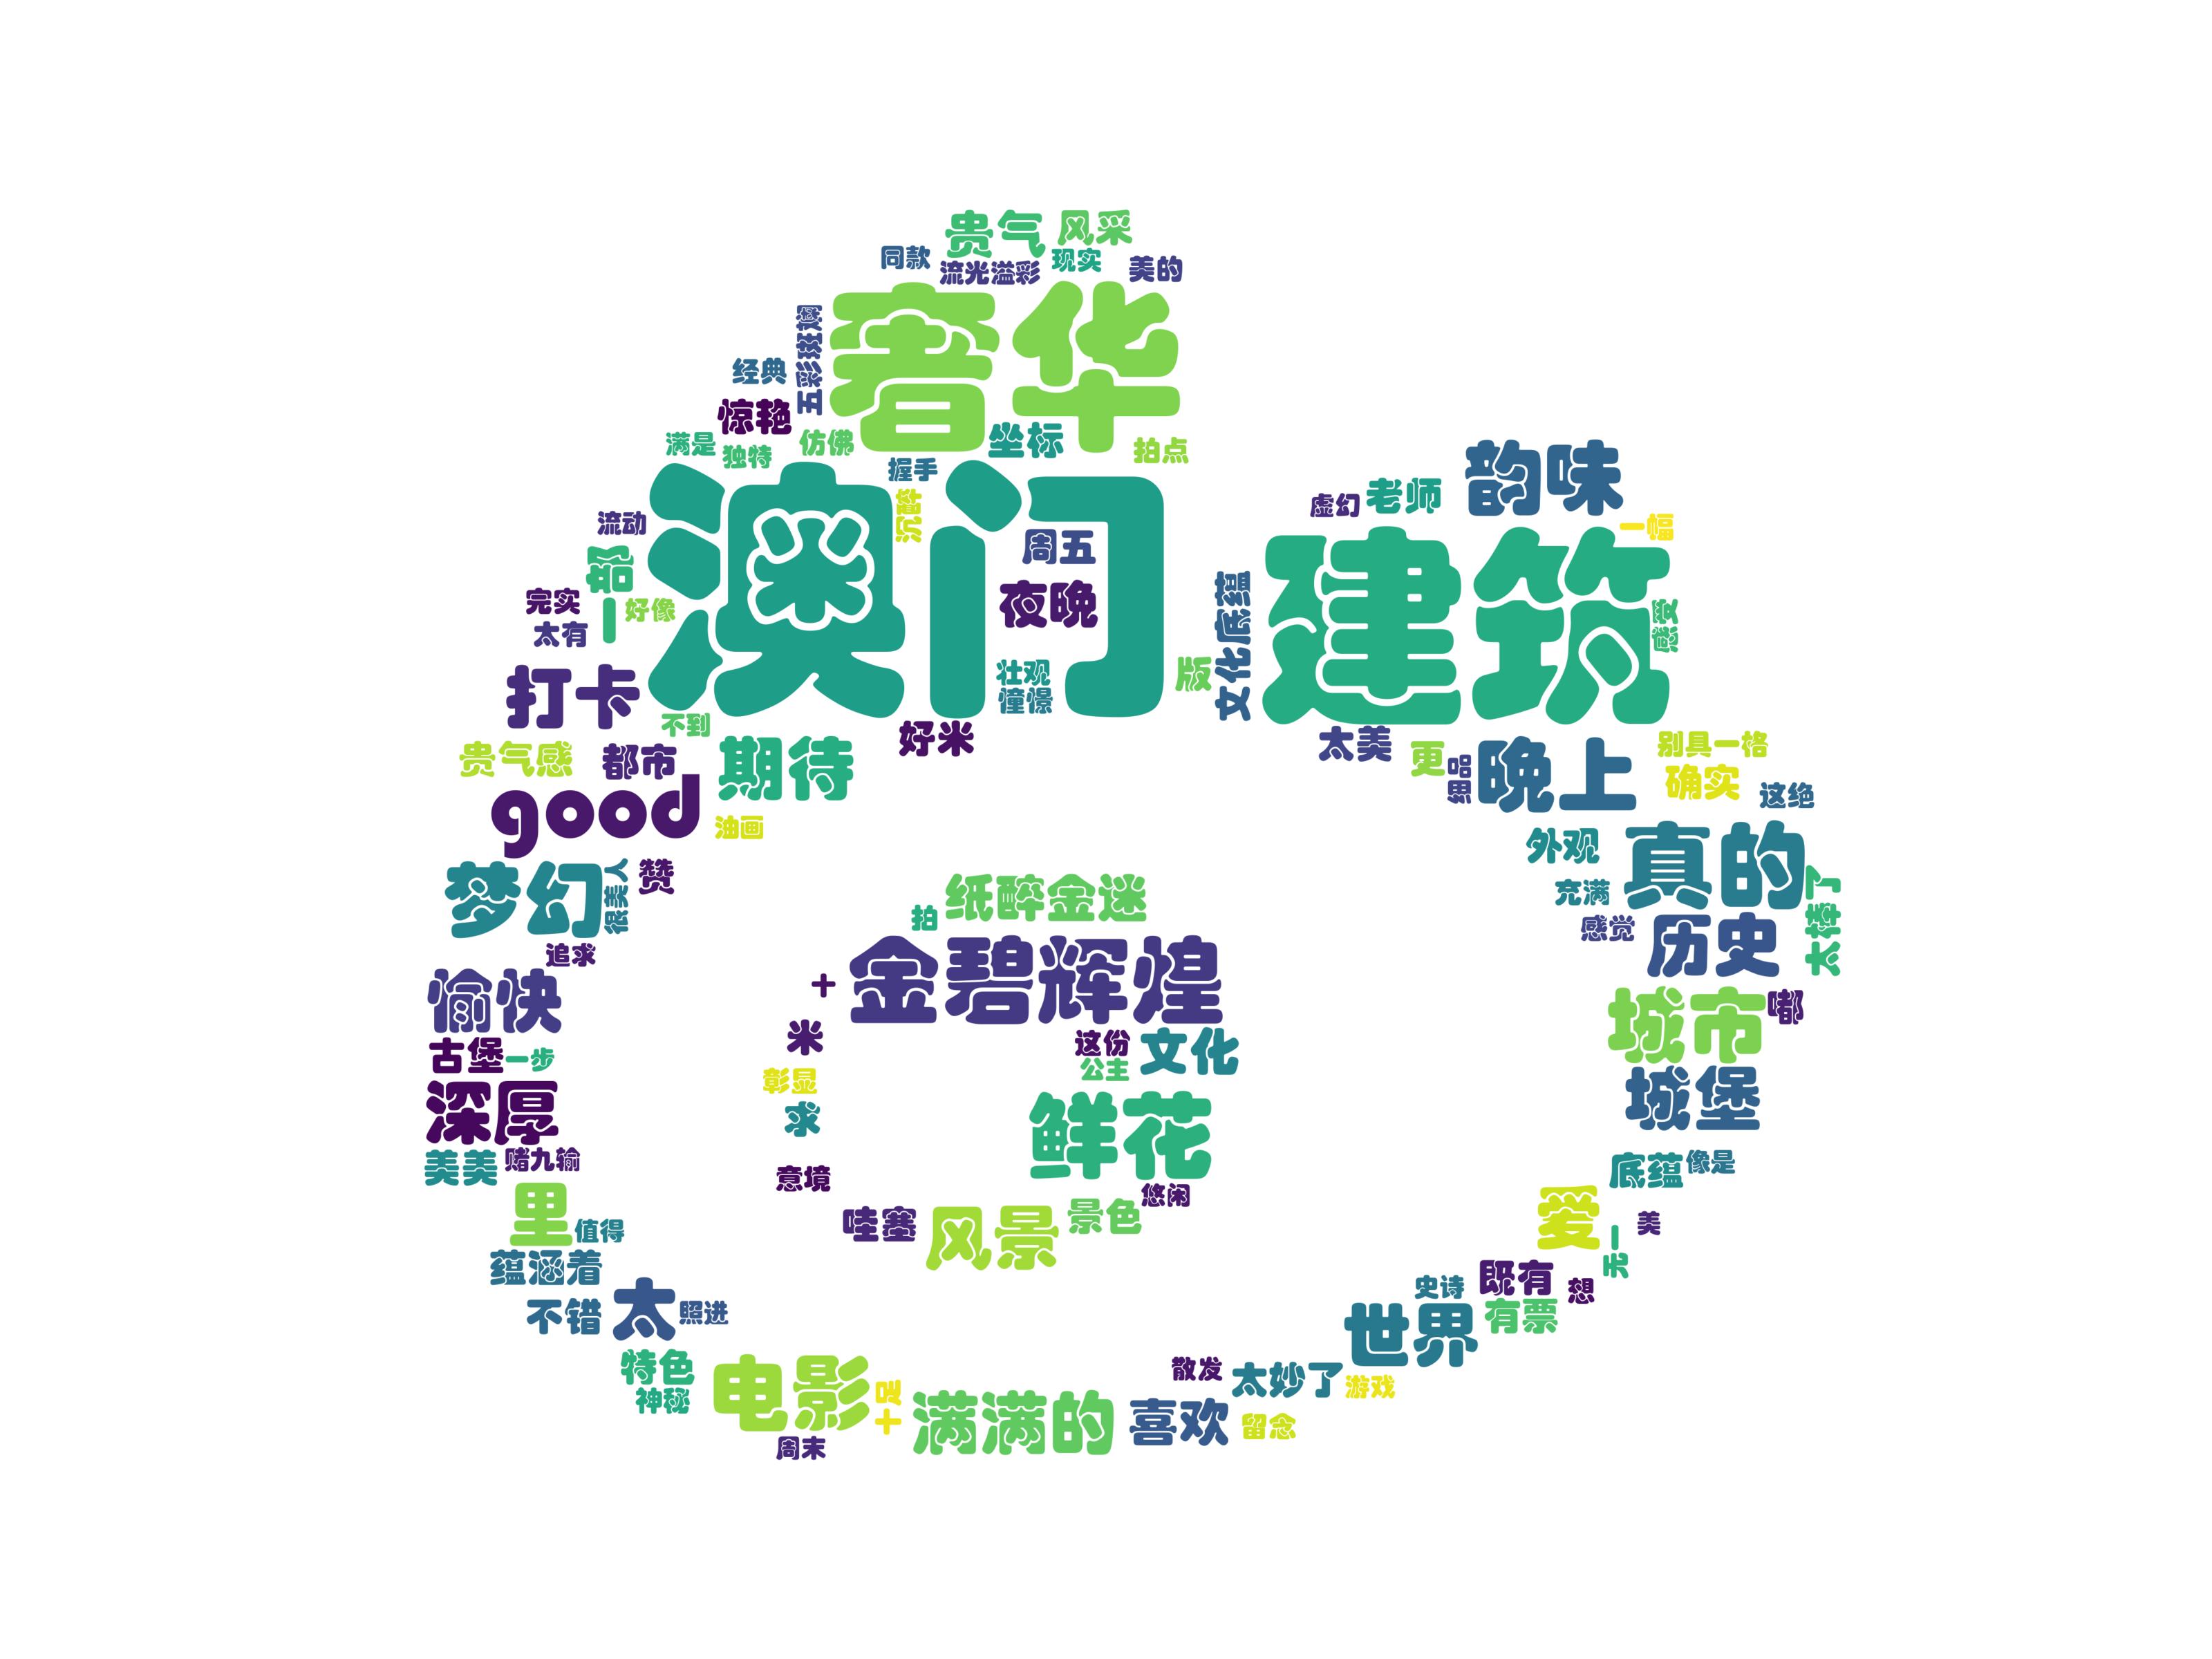 贵气 风采
同款 流光溢彩 现实 美的
奢华
五彩斑斓
经典
惊艳
满是 独特 仿佛 坐标 拍点
握手
韵味
虚幻 老师
一幅
澳门
沉醉
流动
周五
建筑
夜晚
文化底蕴
感受
完实 好像
太有
版
壮观
憧憬
打卡
不到
好米
太美 更
贵气感 都市 期待
晚上 别具一格
确实 这绝
good
油画
外观 真的
梦幻 很美人 赞
充满
太棒了
感觉 历史
追求
纸醉金迷
拍
金碧辉煌
+
愉快
城市 嘟
米
这份 文化
公主
古堡 一步
彰显
深厚
求
鲜花
城堡
美美 赌九输
意境
底蕴 像是
悠闲
里 值得
哇塞 风景 景色
爱 美
蕴涵着
史诗 既有 想
不错 太 照进
世界 有票
特色
神秘
电影
散发 太妙了 游戏
满满的 喜欢 留念
周末